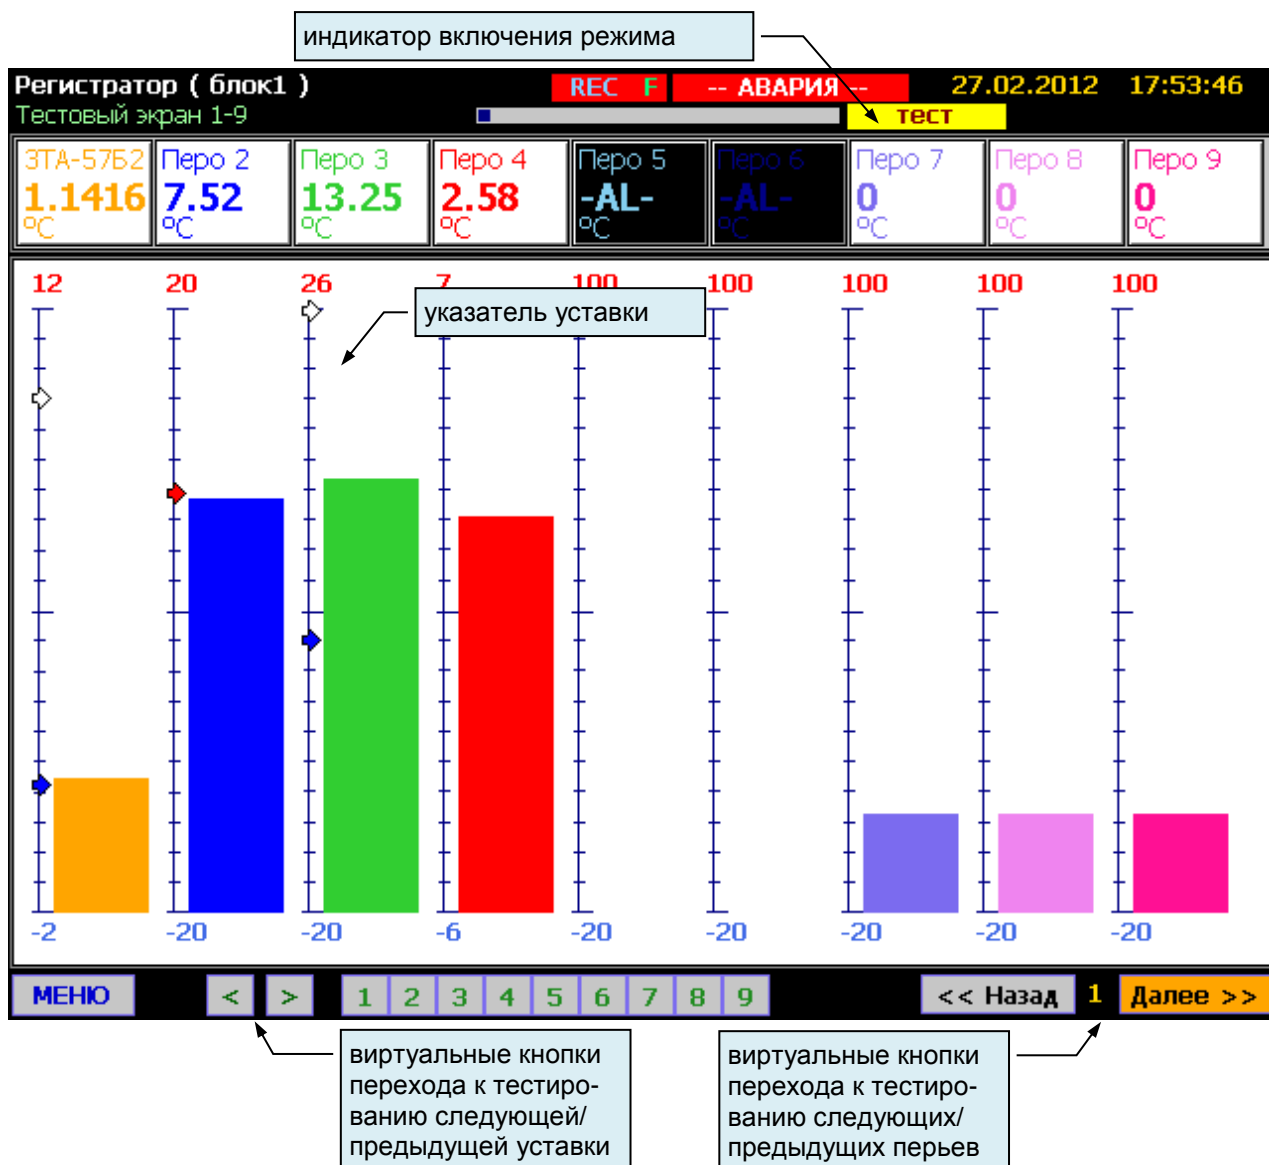 индикатор включения режима
Регистратор ( блок1 ) REC F -- АВАРИЯ -- 27.02.2012 17:53:46
Тестовый экран 1-9 тест
ЗТА-57Б2 Перо 2 Перо 3 Перо 4 Перо 5 Перо 6 Перо 7 Перо 8 Перо 9
1.1416 7.52 13.25 2.58 -AL- -AL- 0 0 0
°C °C °C °C °C °C °C °C °C
12 20 26 7 100 100 100 100 100
указатель уставки
-2 -20 -20 -6 -20 -20 -20 -20 -20
МЕНЮ < > 1 2 3 4 5 6 7 8 9 << Назад 1 Далее >>
виртуальные кнопки
перехода к тестиро-
ванию следующей/
предыдущей уставки
виртуальные кнопки
перехода к тестиро-
ванию следующих/
предыдущих перьев